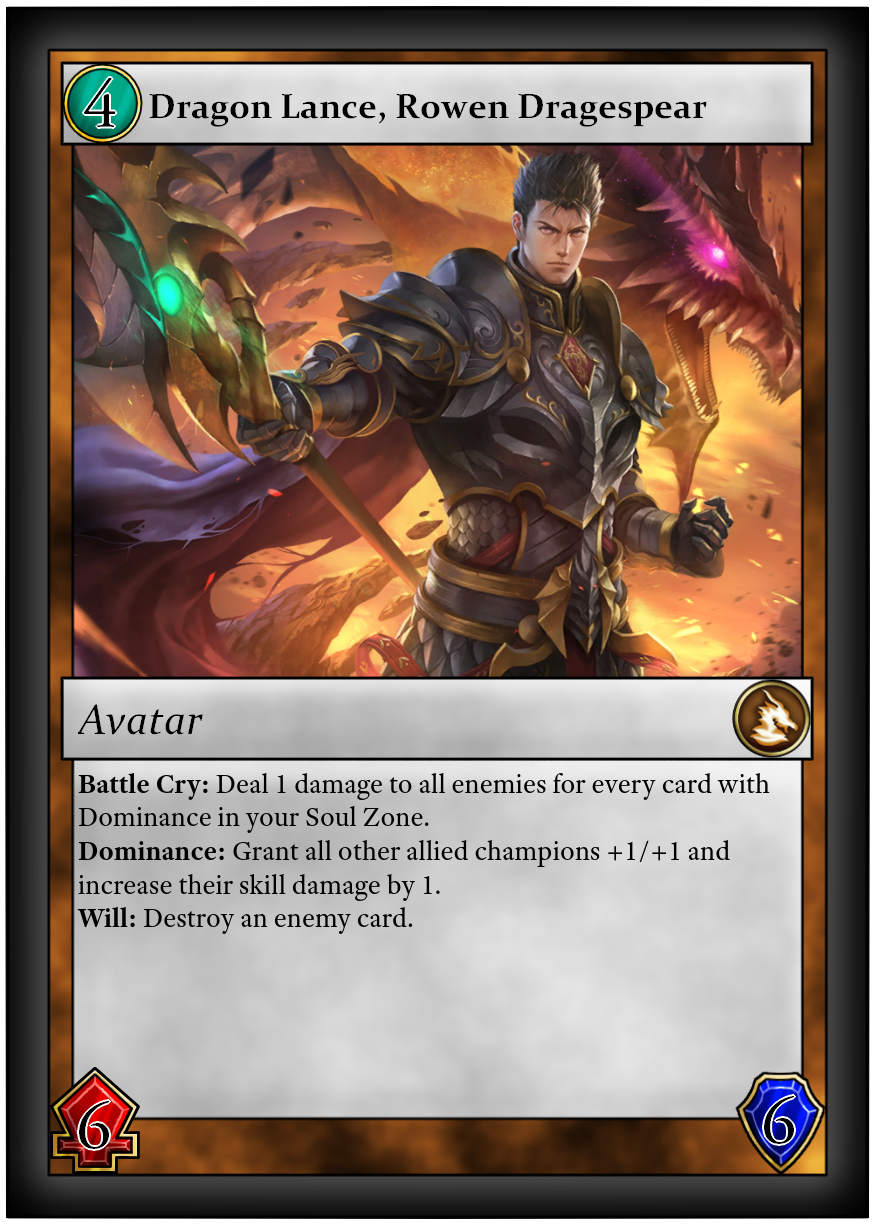 4
Dragon Lance, Rowen Dragespear
Avatar
Battle Cry: Deal 1 damage to all enemies for every card with
Dominance in your Soul Zone.
Dominance: Grant all other allied champions +1/+1 and
increase their skill damage by 1.
Will: Destroy an enemy card.
6
6